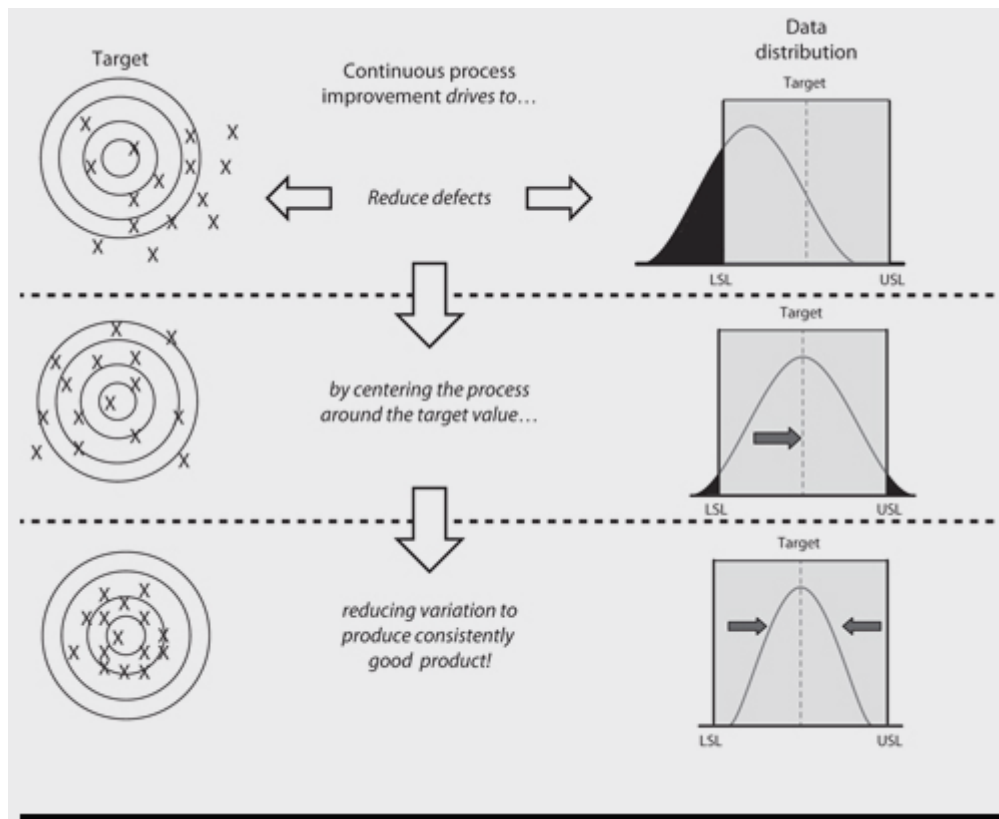 Target
Continuous process
improvement drives to…
Data
distribution
Target
X X X X X X X X X X X X X X X X
Reduce defects
LSL USL
Target
X X X X X X X X X X X X X X X
by centering the process
around the target value…
LSL USL
Target
X X X X X X X X X X X X X X X X X
reducing variation to
produce consistently
good product!
LSL USL